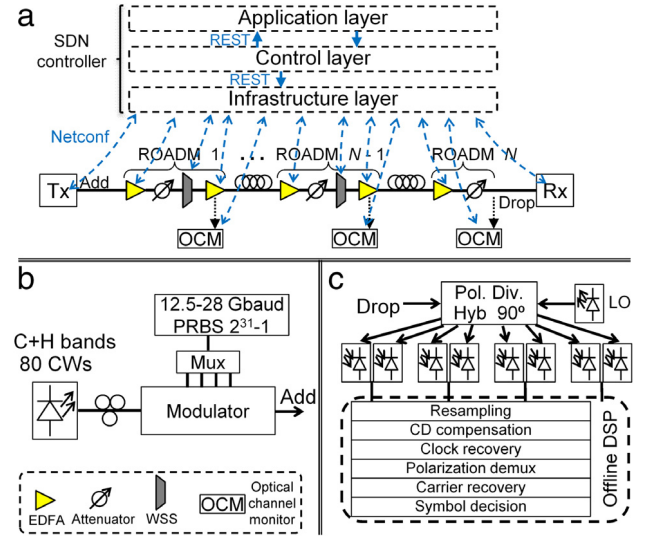 a
SDN
controller
Application layer
REST
Control layer
REST
Infrastructure layer
Netconf
ROADM 1 ... ROADM N - 1 ROADM N
Tx
Add
Drop
Rx
OCM
OCM
OCM
b
12.5-28 Gbaud
PRBS 2³¹-1
C+H bands
80 CWs
Mux
Modulator
Add
EDFA
Attenuator
WSS
OCM
Optical
channel
monitor
c
Drop
Pol. Div.
Hyb 90º
LO
Resampling
CD compensation
Clock recovery
Polarization demux
Carrier recovery
Symbol decision
Offline DSP